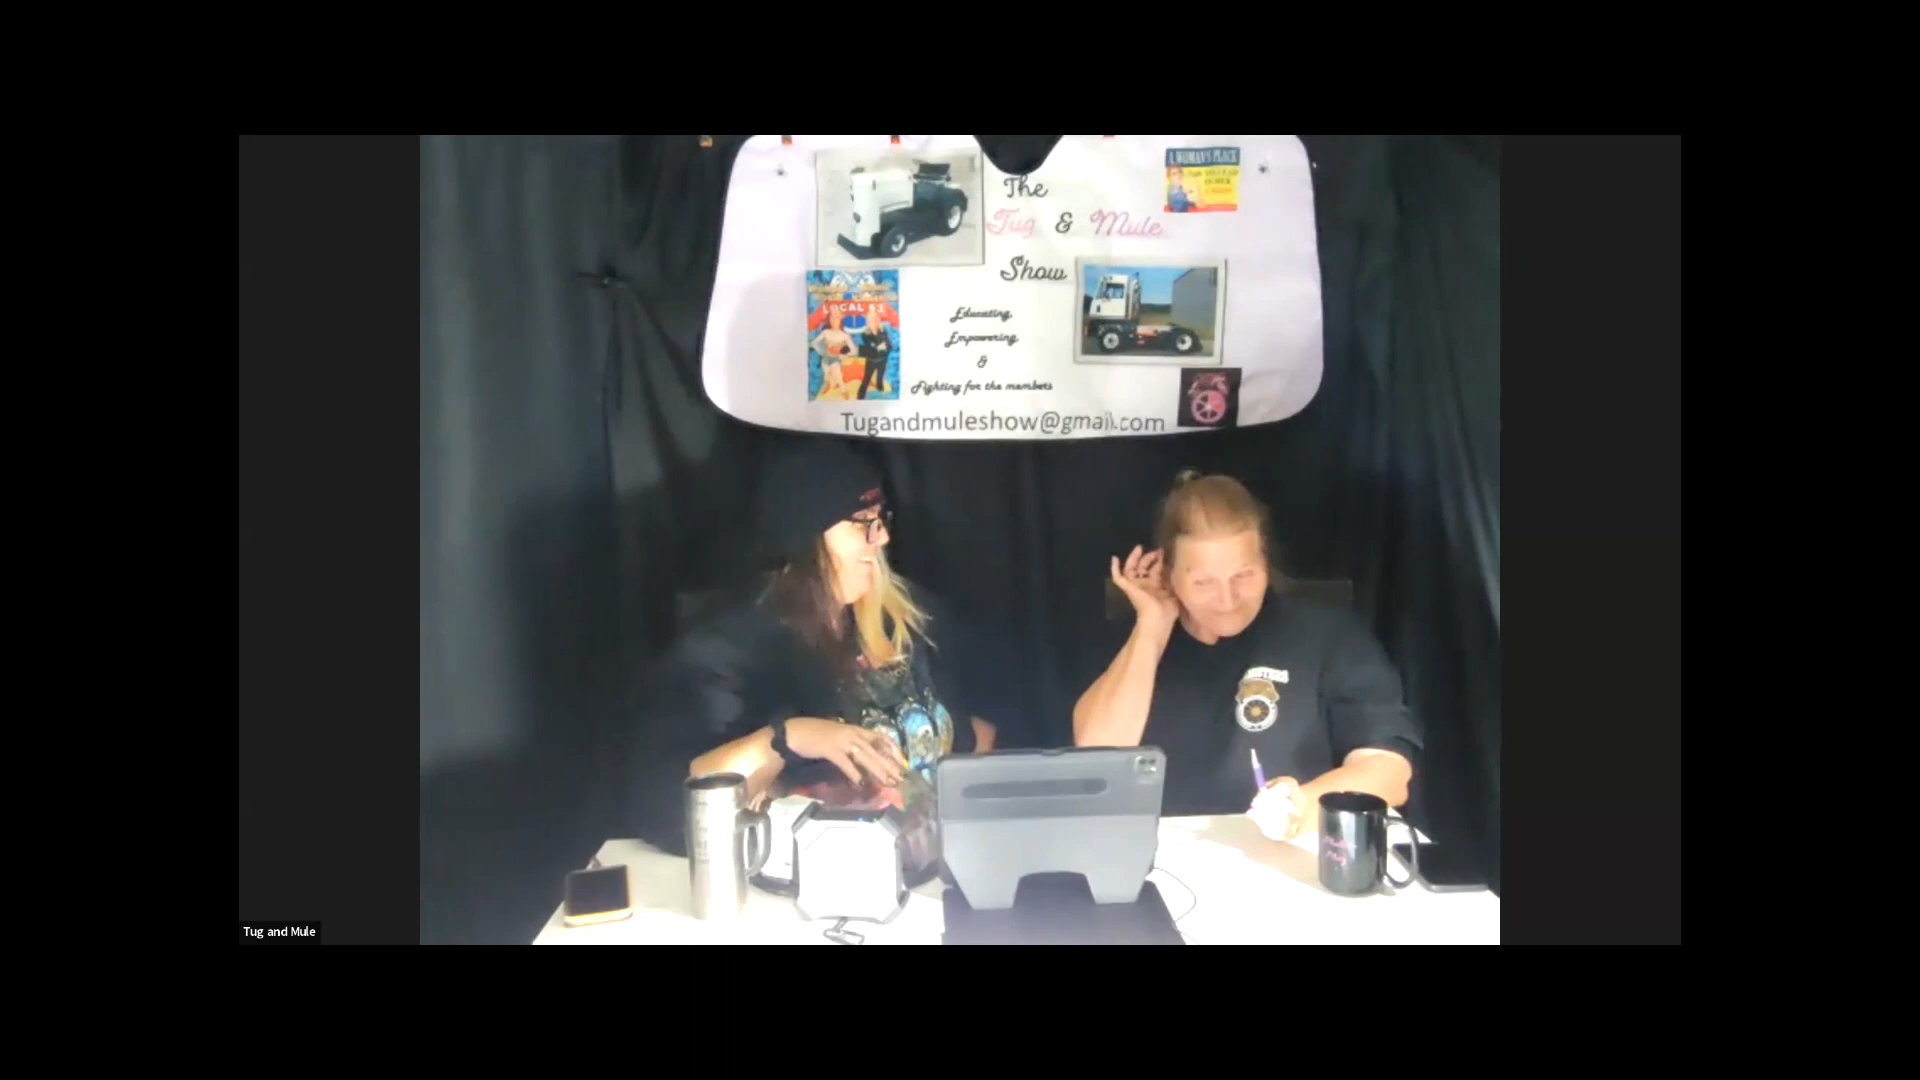 The
Tug & Mule
Show
A WOMAN'S PLACE
LOCAL 63
Educating,
Empowering
&
Fighting for the members
Tugandmuleshow@gmail.com
Tug and Mule